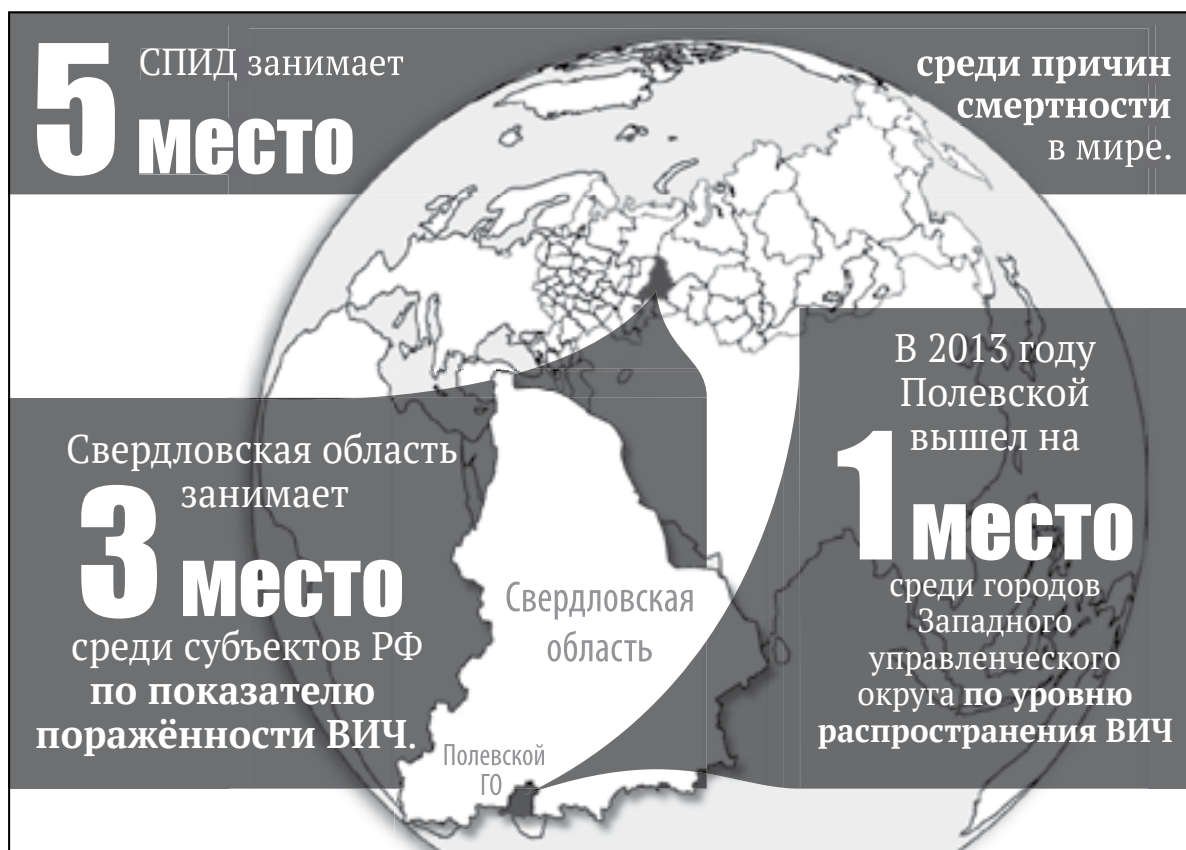 5
СПИД занимает
место
среди причин
смертности
в мире.
Свердловская область
занимает
3 место
среди субъектов РФ
по показателю
поражённости ВИЧ.
Свердловская
область
Полевской
ГО
В 2013 году
Полевской
вышел на
1 место
среди городов
Западного
управленческого
округа по уровню
распространения ВИЧ